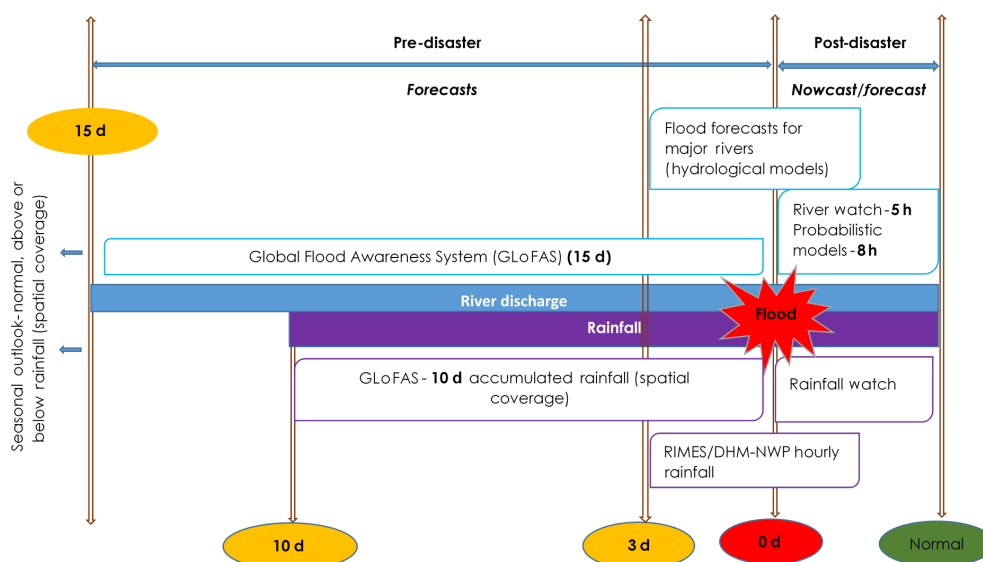 Pre-disaster
Post-disaster
Forecasts
Nowcast/forecast
15 d
Flood forecasts for
major rivers
(hydrological models)
River watch-5 h
Probabilistic
models-8h
Seasonal outlook-normal, above or
below rainfall (spatial coverage)
Global Flood Awareness System (GLoFAS) (15 d)
River discharge
Flood
Rainfall
GLoFAS- 10 d accumulated rainfall (spatial
coverage)
Rainfall watch
RIMES/DHM-NWP hourly
rainfall
10 d
3 d
0 d
Normal